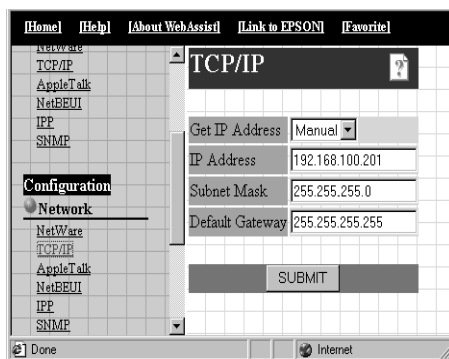 [Home] [Help] [About WebAssist] [Link to EPSON] [Favorite]
NetWare
TCP/IP
AppleTalk
NetBEUI
IPP
SNMP
Configuration
Network
NetWare
TCP/IP
AppleTalk
NetBEUI
IPP
SNMP
TCP/IP
?
Get IP Address Manual
IP Address 192.168.100.201
Subnet Mask 255.255.255.0
Default Gateway 255.255.255.255
SUBMIT
Done Internet